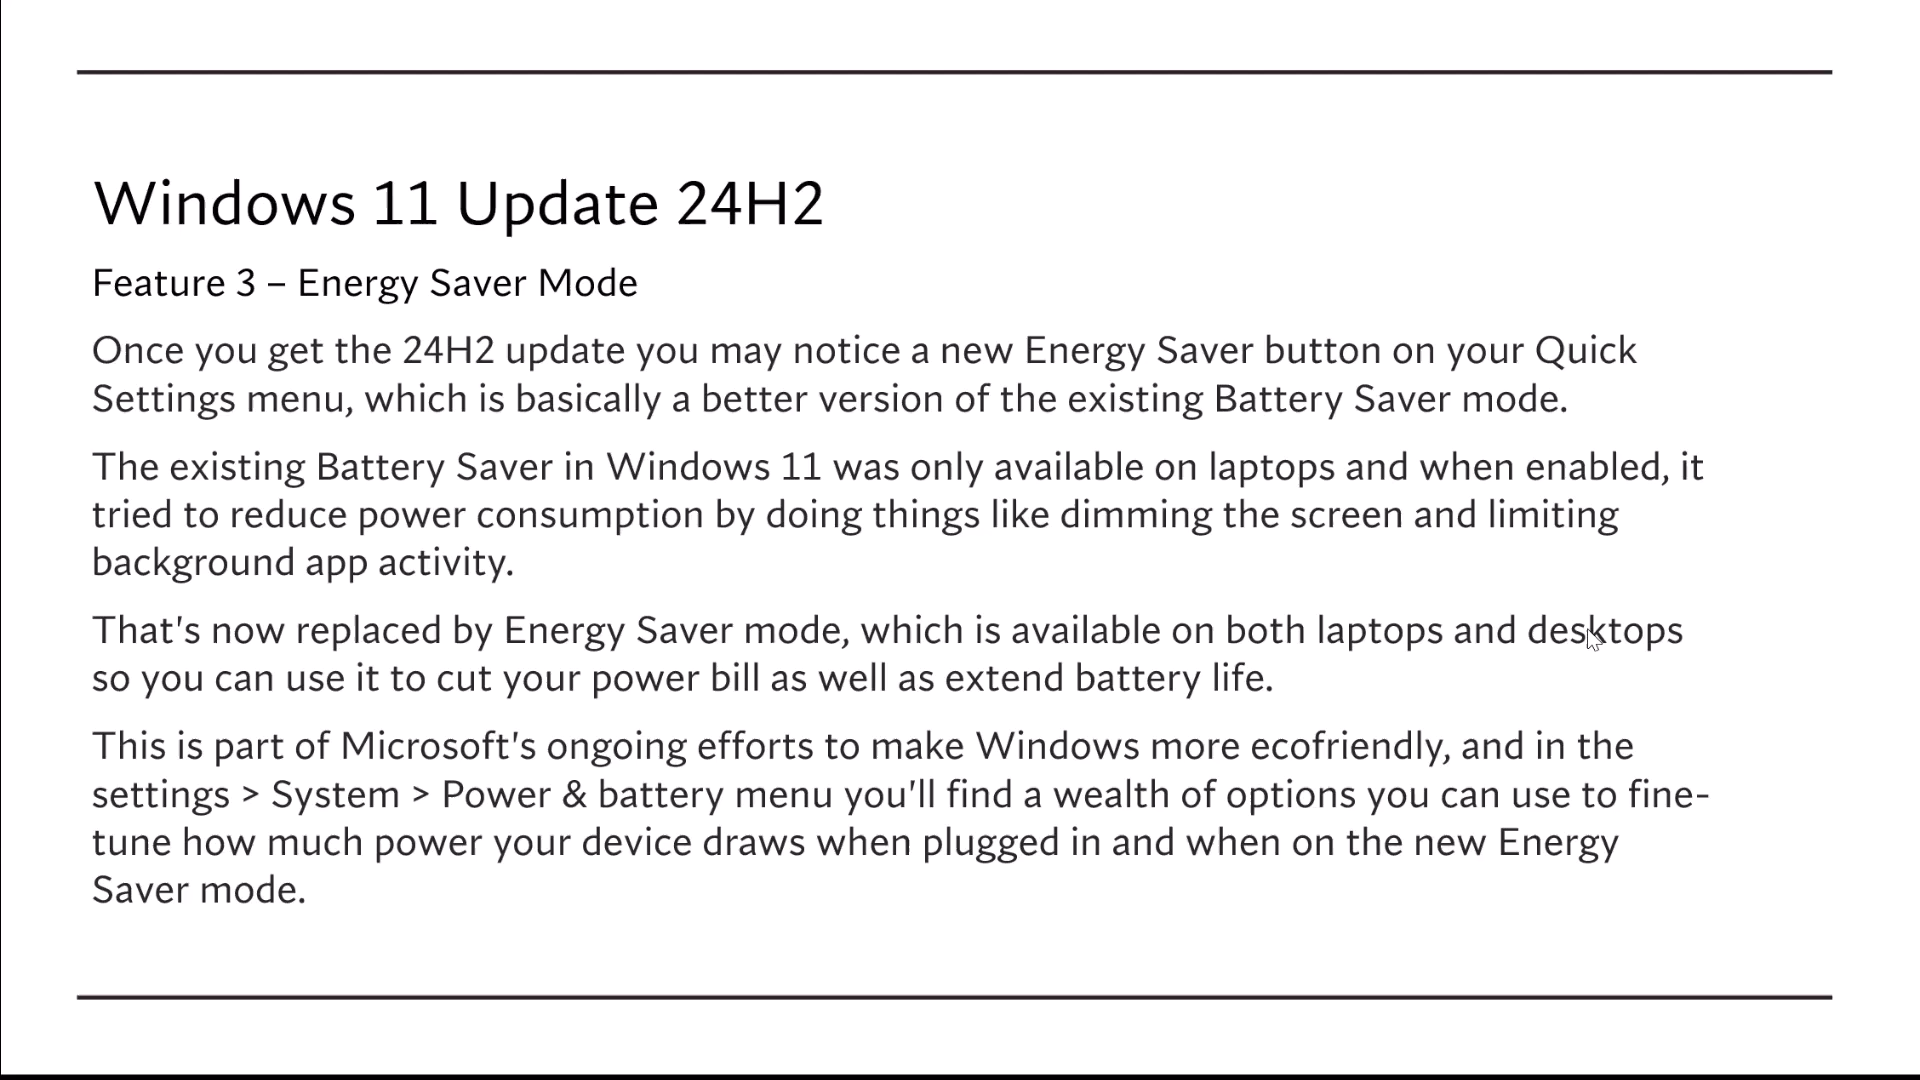 Windows 11 Update 24H2
Feature 3 – Energy Saver Mode
Once you get the 24H2 update you may notice a new Energy Saver button on your Quick
Settings menu, which is basically a better version of the existing Battery Saver mode.
The existing Battery Saver in Windows 11 was only available on laptops and when enabled, it
tried to reduce power consumption by doing things like dimming the screen and limiting
background app activity.
That's now replaced by Energy Saver mode, which is available on both laptops and desktops
so you can use it to cut your power bill as well as extend battery life.
This is part of Microsoft's ongoing efforts to make Windows more ecofriendly, and in the
settings > System > Power & battery menu you'll find a wealth of options you can use to fine-
tune how much power your device draws when plugged in and when on the new Energy
Saver mode.